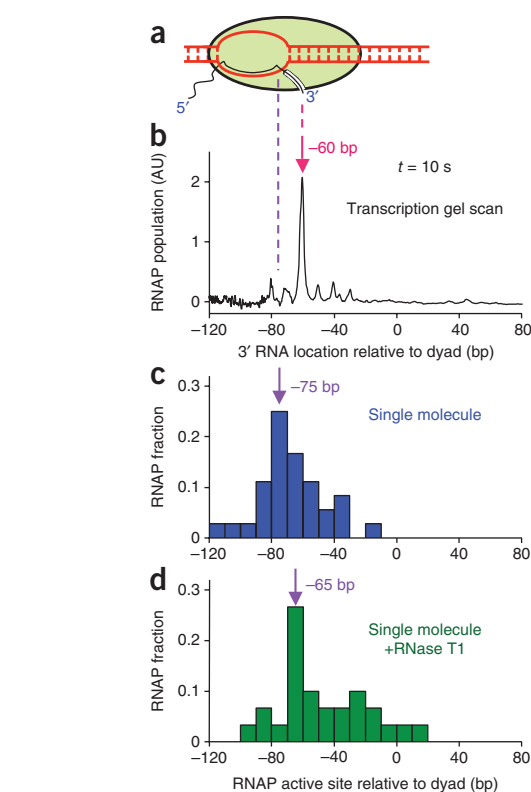 a
5′
3′
b
–60 bp
t = 10 s
Transcription gel scan
RNAP population (AU)
2
1
0
–120 –80 –40 0 40 80
3′ RNA location relative to dyad (bp)
c
–75 bp
Single molecule
RNAP fraction
0.3
0.2
0.1
0
–120 –80 –40 0 40 80
d
–65 bp
Single molecule
+RNase T1
RNAP fraction
0.3
0.2
0.1
0
–120 –80 –40 0 40 80
RNAP active site relative to dyad (bp)